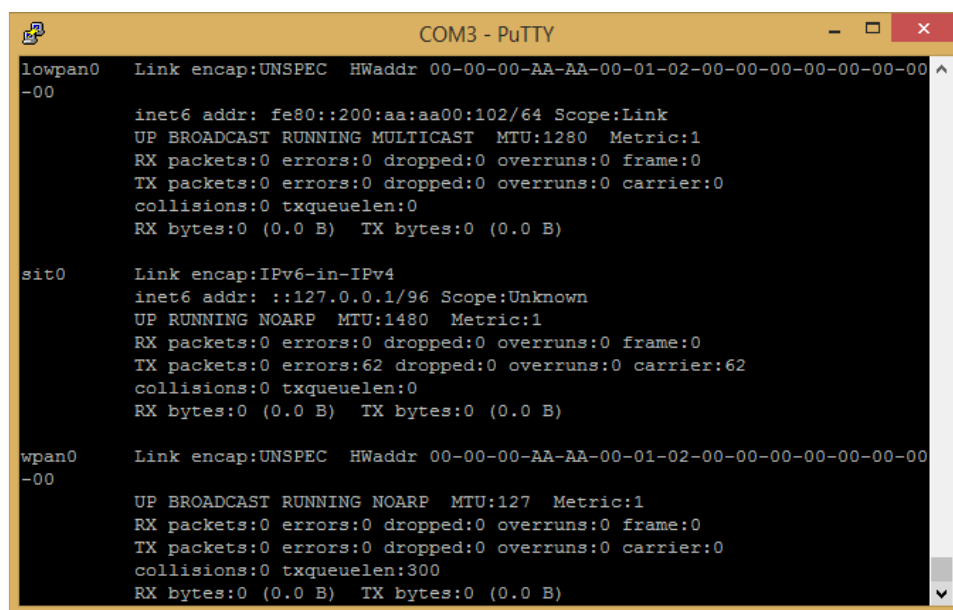 COM3 - PuTTY
lowpan0   Link encap:UNSPEC  HWaddr 00-00-00-AA-AA-00-01-02-00-00-00-00-00-00-00
-00
          inet6 addr: fe80::200:aa:aa00:102/64 Scope:Link
          UP BROADCAST RUNNING MULTICAST  MTU:1280  Metric:1
          RX packets:0 errors:0 dropped:0 overruns:0 frame:0
          TX packets:0 errors:0 dropped:0 overruns:0 carrier:0
          collisions:0 txqueuelen:0
          RX bytes:0 (0.0 B)  TX bytes:0 (0.0 B)

sit0      Link encap:IPv6-in-IPv4
          inet6 addr: ::127.0.0.1/96 Scope:Unknown
          UP RUNNING NOARP  MTU:1480  Metric:1
          RX packets:0 errors:0 dropped:0 overruns:0 frame:0
          TX packets:0 errors:62 dropped:0 overruns:0 carrier:62
          collisions:0 txqueuelen:0
          RX bytes:0 (0.0 B)  TX bytes:0 (0.0 B)

wpan0     Link encap:UNSPEC  HWaddr 00-00-00-AA-AA-00-01-02-00-00-00-00-00-00-00
-00
          UP BROADCAST RUNNING NOARP  MTU:127  Metric:1
          RX packets:0 errors:0 dropped:0 overruns:0 frame:0
          TX packets:0 errors:0 dropped:0 overruns:0 carrier:0
          collisions:0 txqueuelen:300
          RX bytes:0 (0.0 B)  TX bytes:0 (0.0 B)